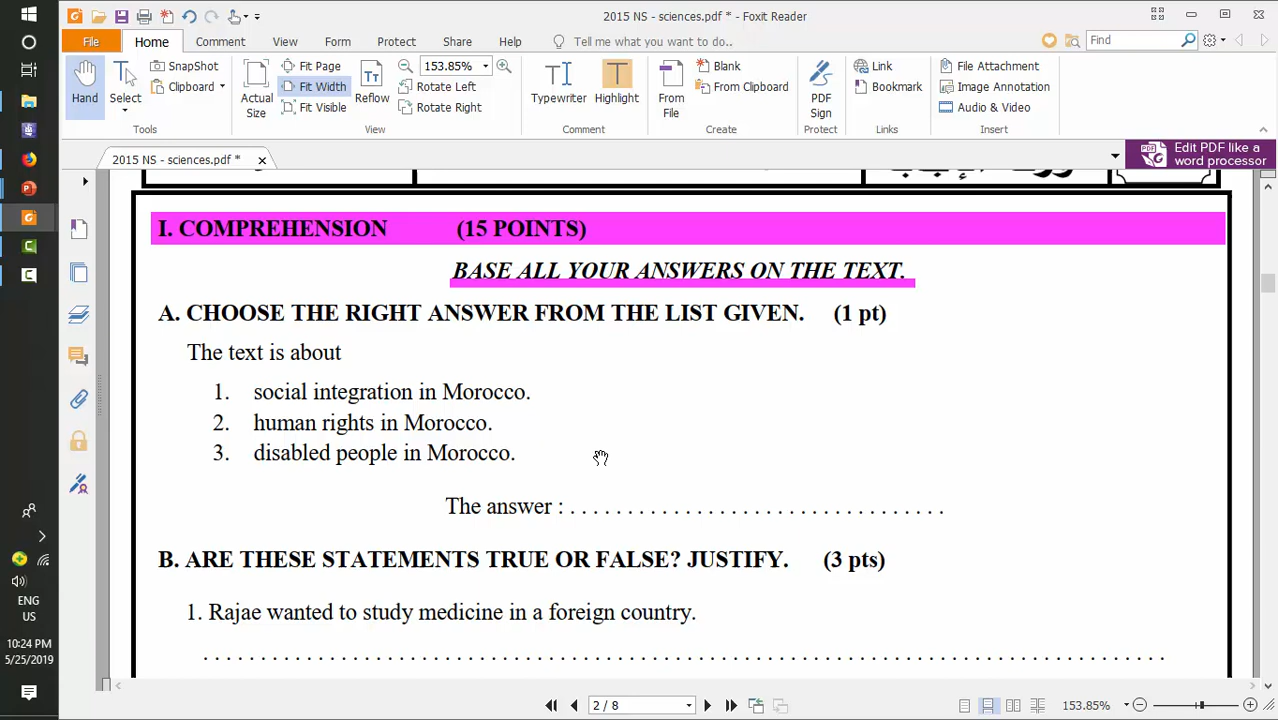 2015 NS - sciences.pdf * - Foxit Reader
File Home Comment View Form Protect Share Help Tell me what you want to do.. Find
Hand
Select
SnapShot
Clipboard
Tools
Actual Size
Fit Page
Fit Width
Fit Visible
Reflow
153.85%
Rotate Left
Rotate Right
View
Typewriter
Highlight
Comment
From File
Blank
From Clipboard
Create
PDF Sign
Protect
Link
Bookmark
Links
File Attachment
Image Annotation
Audio & Video
Insert
2015 NS - sciences.pdf *
Edit PDF like a
word processor
I. COMPREHENSION (15 POINTS)
BASE ALL YOUR ANSWERS ON THE TEXT.
A. CHOOSE THE RIGHT ANSWER FROM THE LIST GIVEN. (1 pt)
The text is about
1. social integration in Morocco.
2. human rights in Morocco.
3. disabled people in Morocco.
The answer : . . . . . . . . . . . . . . . . . . . . . . . . . . . . . . . . .
B. ARE THESE STATEMENTS TRUE OR FALSE? JUSTIFY. (3 pts)
1. Rajae wanted to study medicine in a foreign country.
. . . . . . . . . . . . . . . . . . . . . . . . . . . . . . . . . . . . . . . . . . . . . . . . . . . . . . . . . . . . . . . . . . . . . . . . . . . . . . . . . . .
ENG
US
10:24 PM
5/25/2019
2 / 8
153.85%